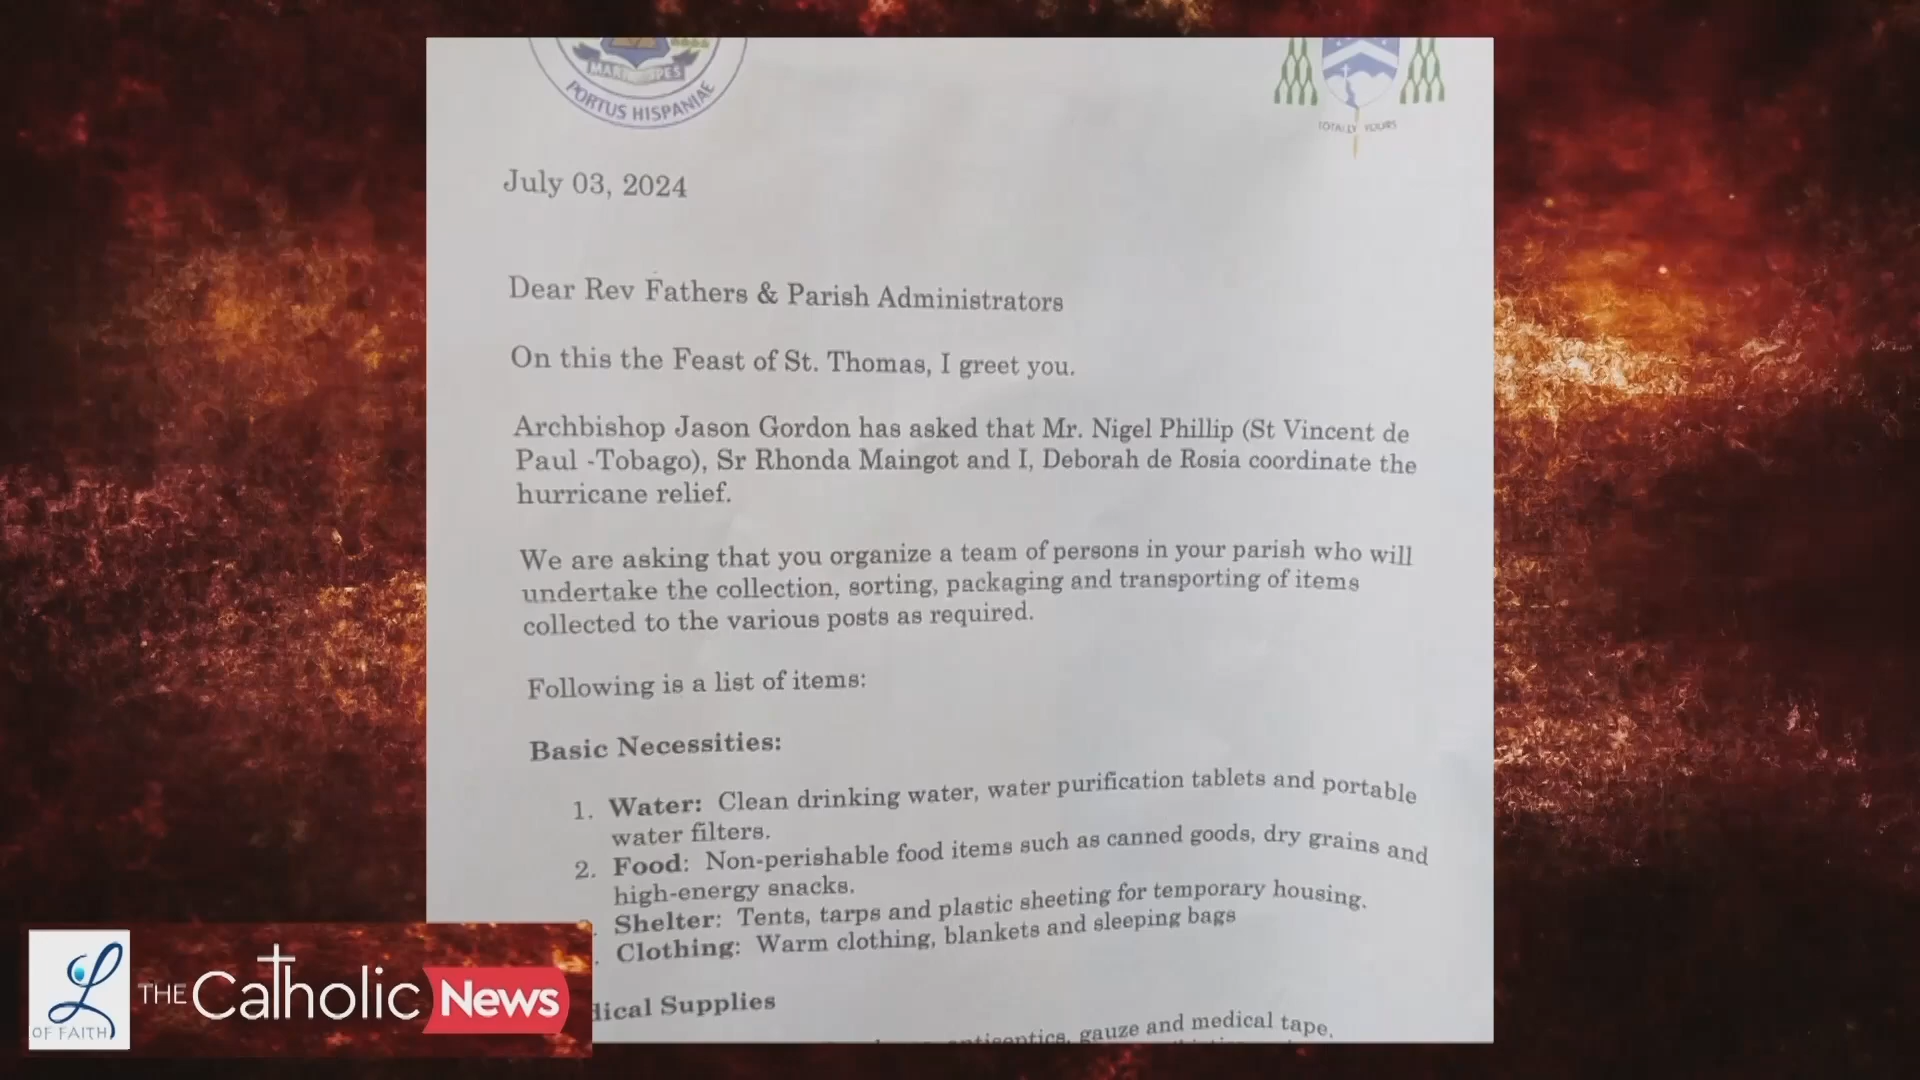 PORTUS HISPANIAE
TOTALLY YOURS
July 03, 2024
Dear Rev Fathers & Parish Administrators
On this the Feast of St. Thomas, I greet you.
Archbishop Jason Gordon has asked that Mr. Nigel Phillip (St Vincent de
Paul -Tobago), Sr Rhonda Maingot and I, Deborah de Rosia coordinate the
hurricane relief.
We are asking that you organize a team of persons in your parish who will
undertake the collection, sorting, packaging and transporting of items
collected to the various posts as required.
Following is a list of items:
Basic Necessities:
1. Water: Clean drinking water, water purification tablets and portable
water filters.
2. Food: Non-perishable food items such as canned goods, dry grains and
high-energy snacks.
. Shelter: Tents, tarps and plastic sheeting for temporary housing.
. Clothing: Warm clothing, blankets and sleeping bags
dical Supplies
gauze and medical tape.
L
OF FAITH
THE Catholic News